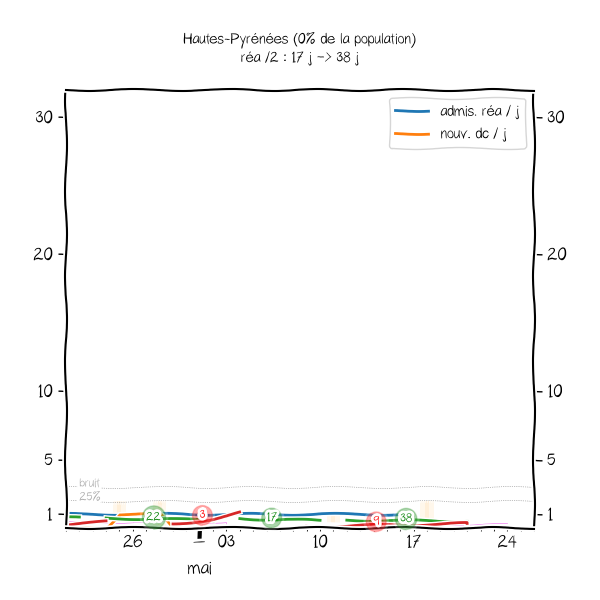 Hautes-Pyrénées (0% de la population)
réa /2 : 17 j -> 38 j
admis. réa / j
nouv. dc / j
30 30
20 20
10 10
5 5
bruit
25%
1 1
22 3 17 9 38
26 1 03 10 17 24
mai